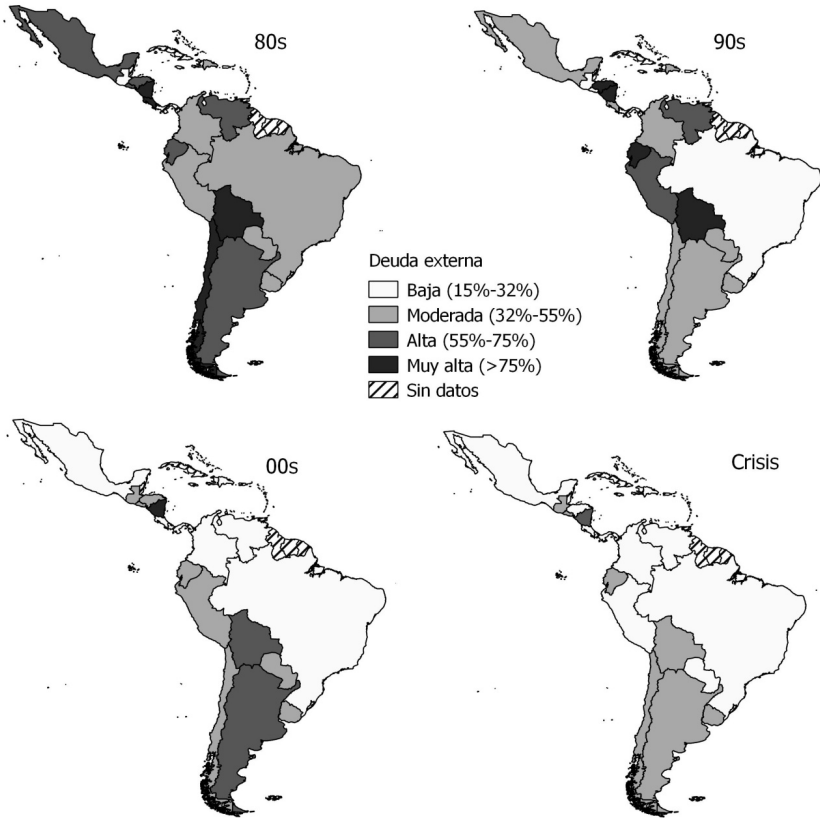 80s
90s
Deuda externa
Baja (15%-32%)
Moderada (32%-55%)
Alta (55%-75%)
Muy alta (>75%)
Sin datos
00s
Crisis